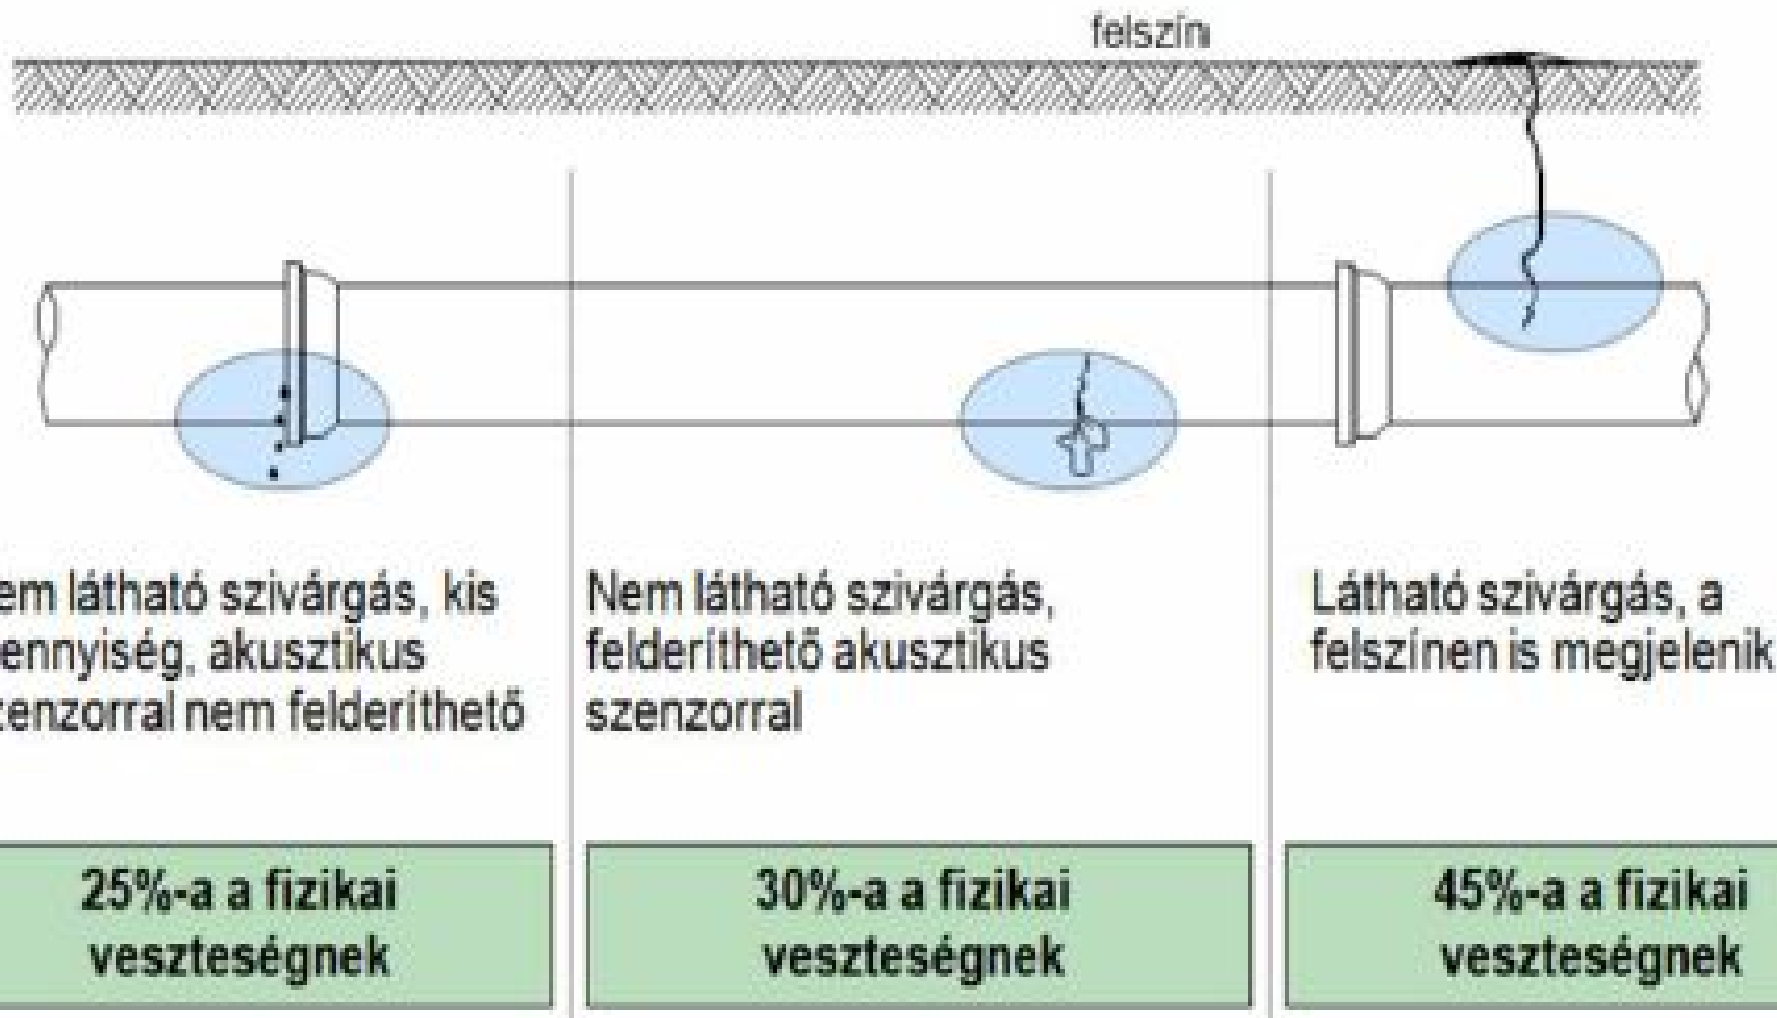 felszín
em látható szivárgás, kis
ennyiség, akusztikus
zenzorral nem felderíthető
Nem látható szivárgás,
felderíthető akusztikus
szenzorral
Látható szivárgás, a
felszínen is megjelenik
25%-a a fizikai
veszteségnek
30%-a a fizikai
veszteségnek
45%-a a fizikai
veszteségnek